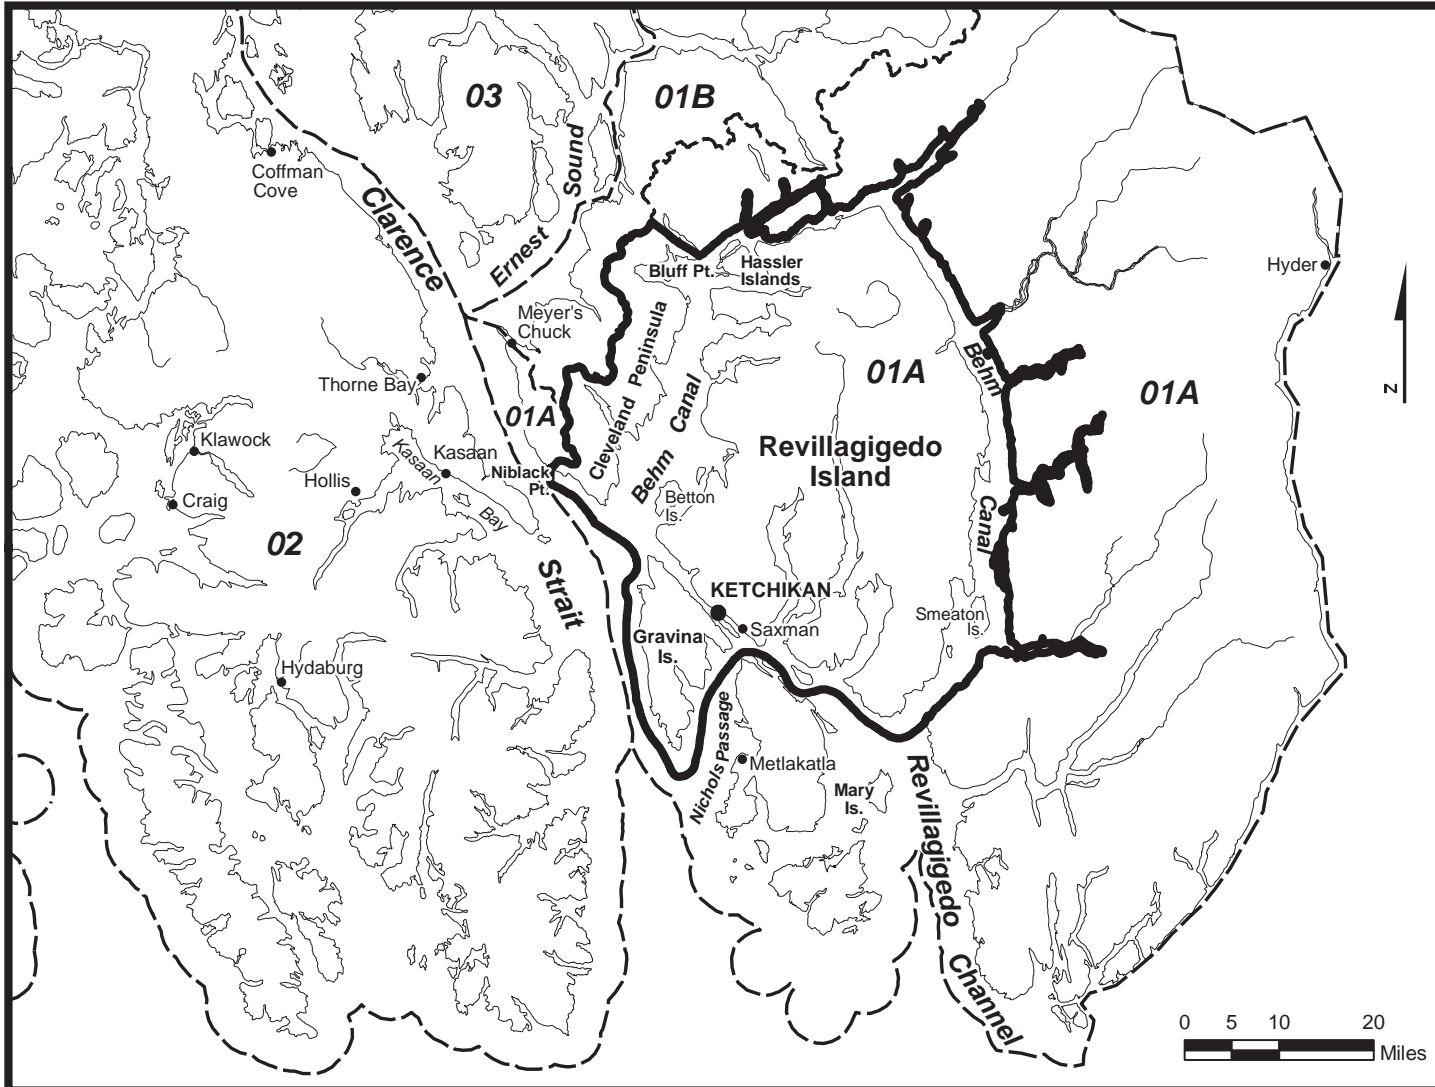 03
01B
Coffman
Cove
Sound
Clarence
Ernest
Bluff Pt.
Hassler
Islands
Hyder
Meyer's
Chuck
Thorne Bay
Cleveland Peninsula
Behm
01A
01A
01A
N
Behm Canal
Klawock
Kasaan
Kasaan
Bay
Niblack
Pt.
Hollis
Craig
Revillagigedo
Island
Betton
Is.
Canal
02
Strait
KETCHIKAN
Saxman
Smeaton
Is.
Gravina
Is.
Hydaburg
Nichols Passage
Metlakatla
Mary
Is.
Revillagigedo
Channel
0 5 10 20
Miles